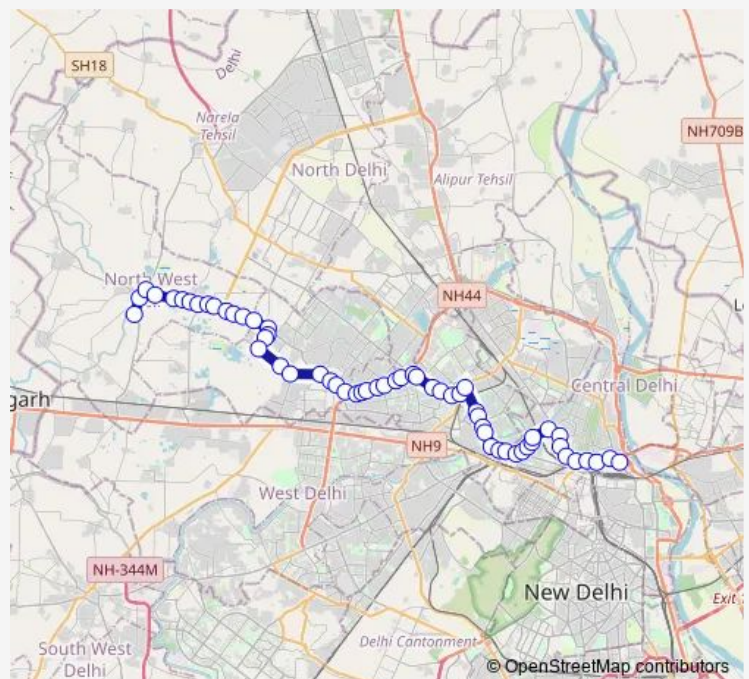 SH18
Delhi
Narela
Tehsil
NH709B
North Delhi
Alipur Tehsil
North West
NH44
Central Delhi
garh
NH9
West Delhi
NH-344M
New Delhi
Exit
Delhi Cantonment
South West
Delhi
© OpenStreetMap contributors